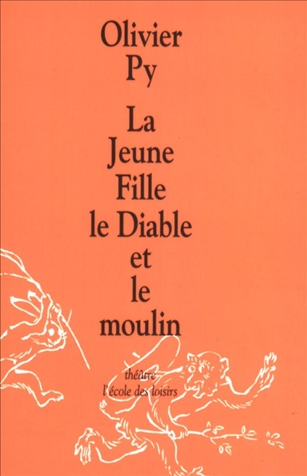 Olivier
Py
La
Jeune
Fille
le Diable
et
le
moulin
théâtre
l'école des loisirs